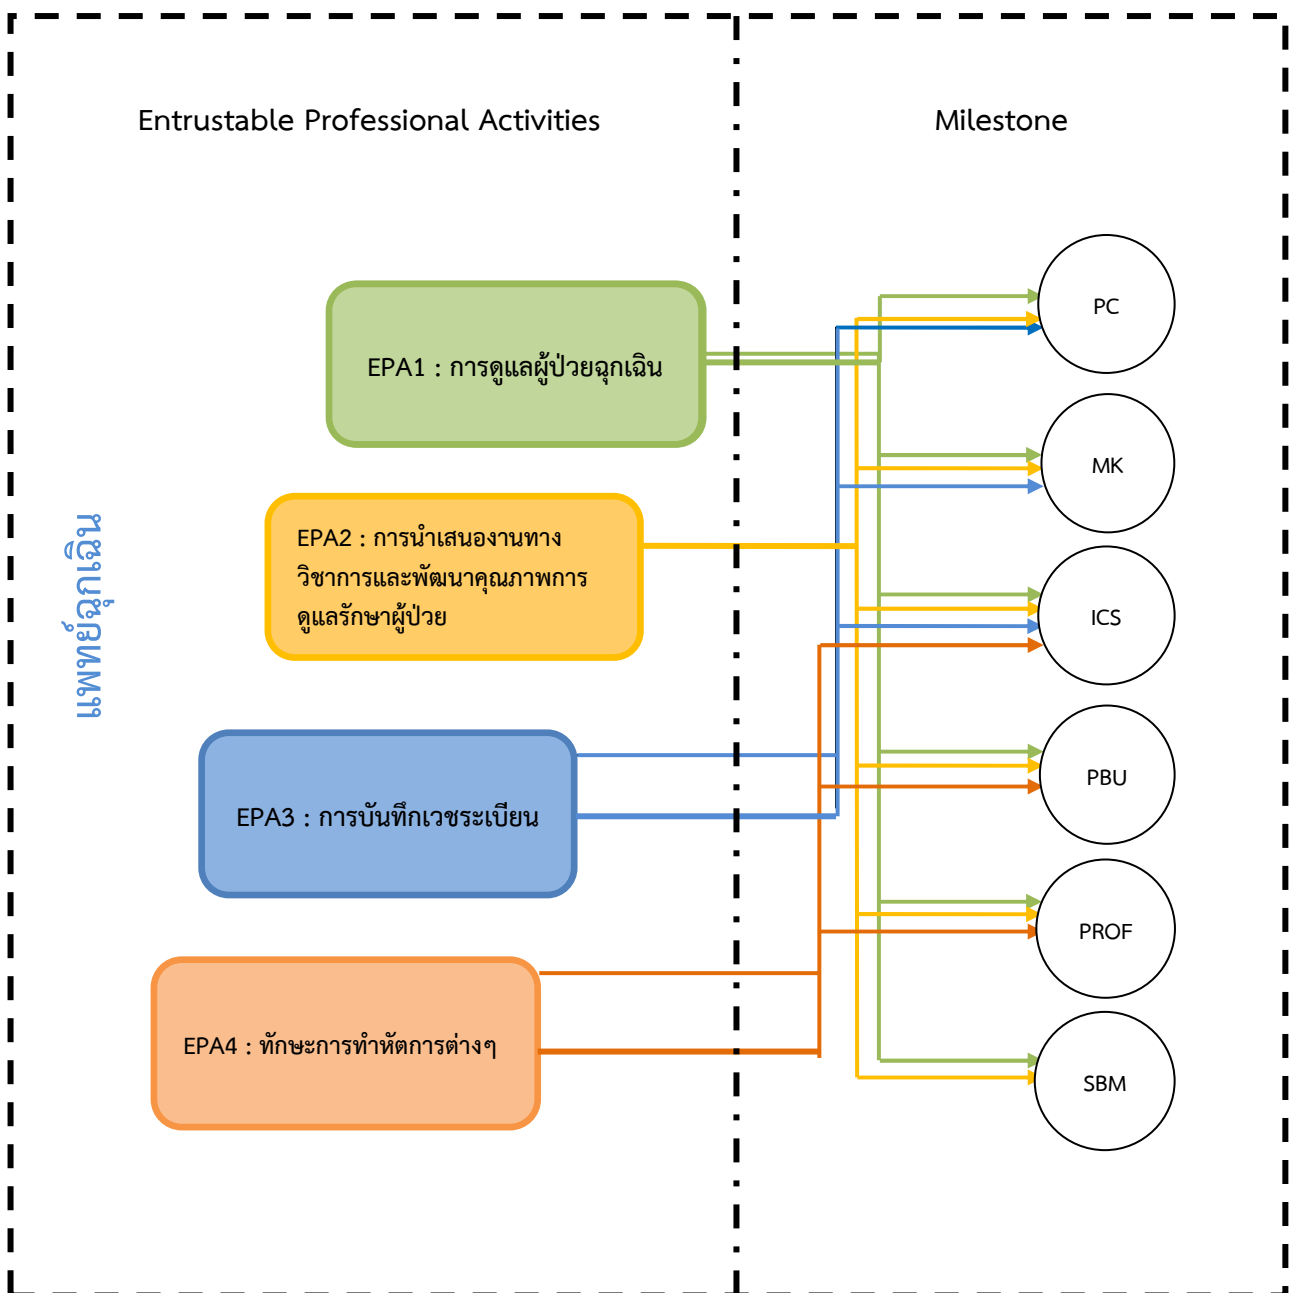 Entrustable Professional Activities
Milestone
แพทย์ฉุกเฉิน
EPA1 : การดูแลผู้ป่วยฉุกเฉิน
EPA2 : การนำเสนองานทาง
วิชาการและพัฒนาคุณภาพการ
ดูแลรักษาผู้ป่วย
EPA3 : การบันทึกเวชระเบียน
EPA4 : ทักษะการทำหัตการต่างๆ
PC
MK
ICS
PBU
PROF
SBM